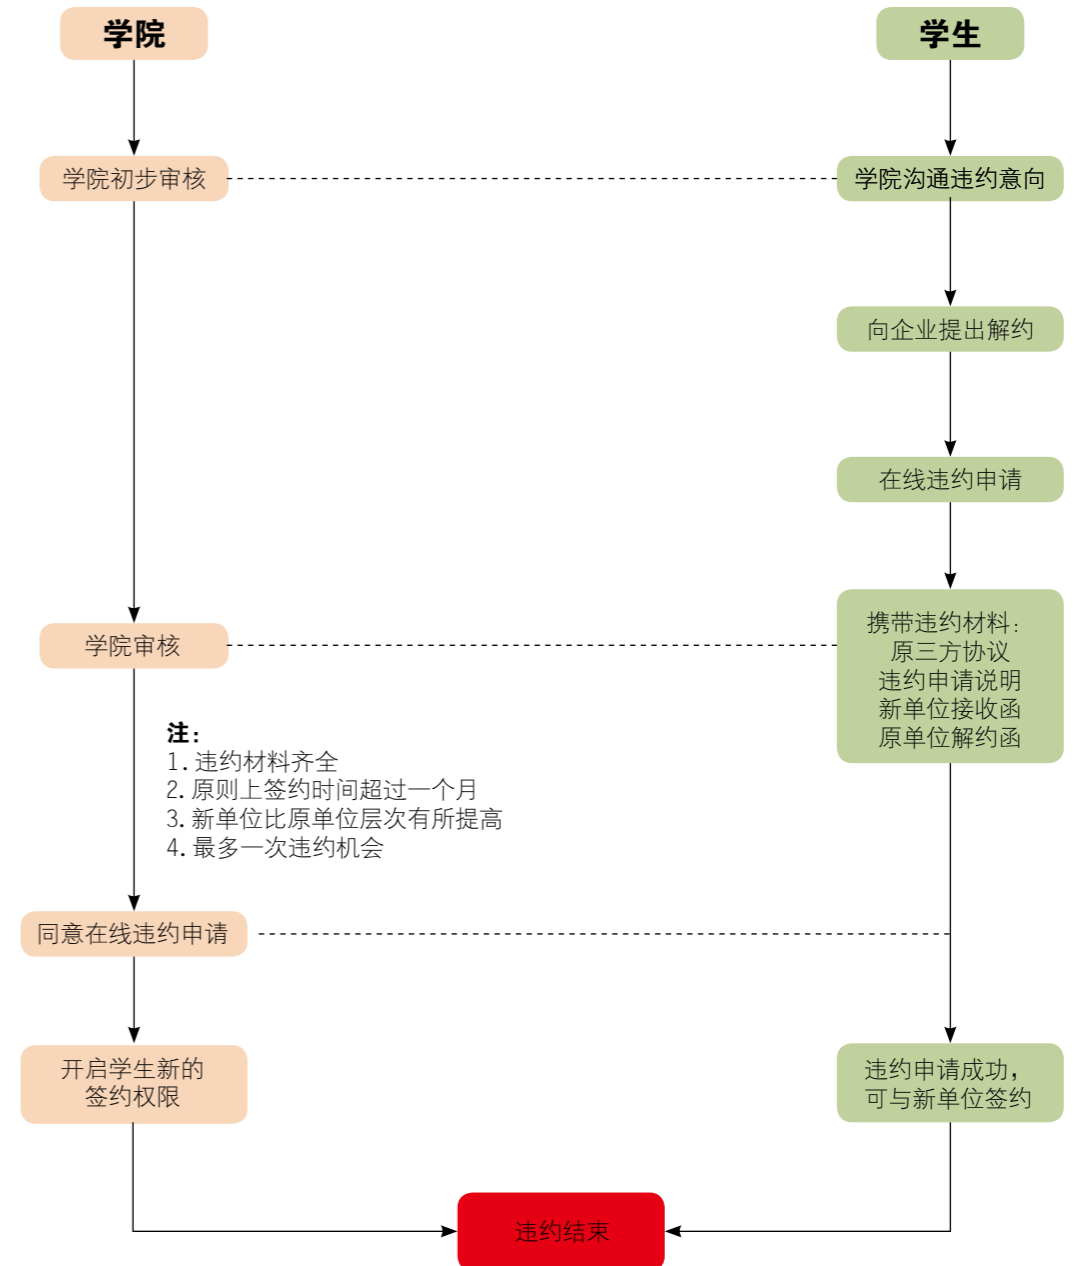 学院
学生
学院初步审核
学院沟通违约意向
向企业提出解约
在线违约申请
学院审核
携带违约材料:
原三方协议
违约申请说明
新单位接收函
原单位解约函
注:
1. 违约材料齐全
2. 原则上签约时间超过一个月
3. 新单位比原单位层次有所提高
4. 最多一次违约机会
同意在线违约申请
开启学生新的
签约权限
违约申请成功，
可与新单位签约
违约结束